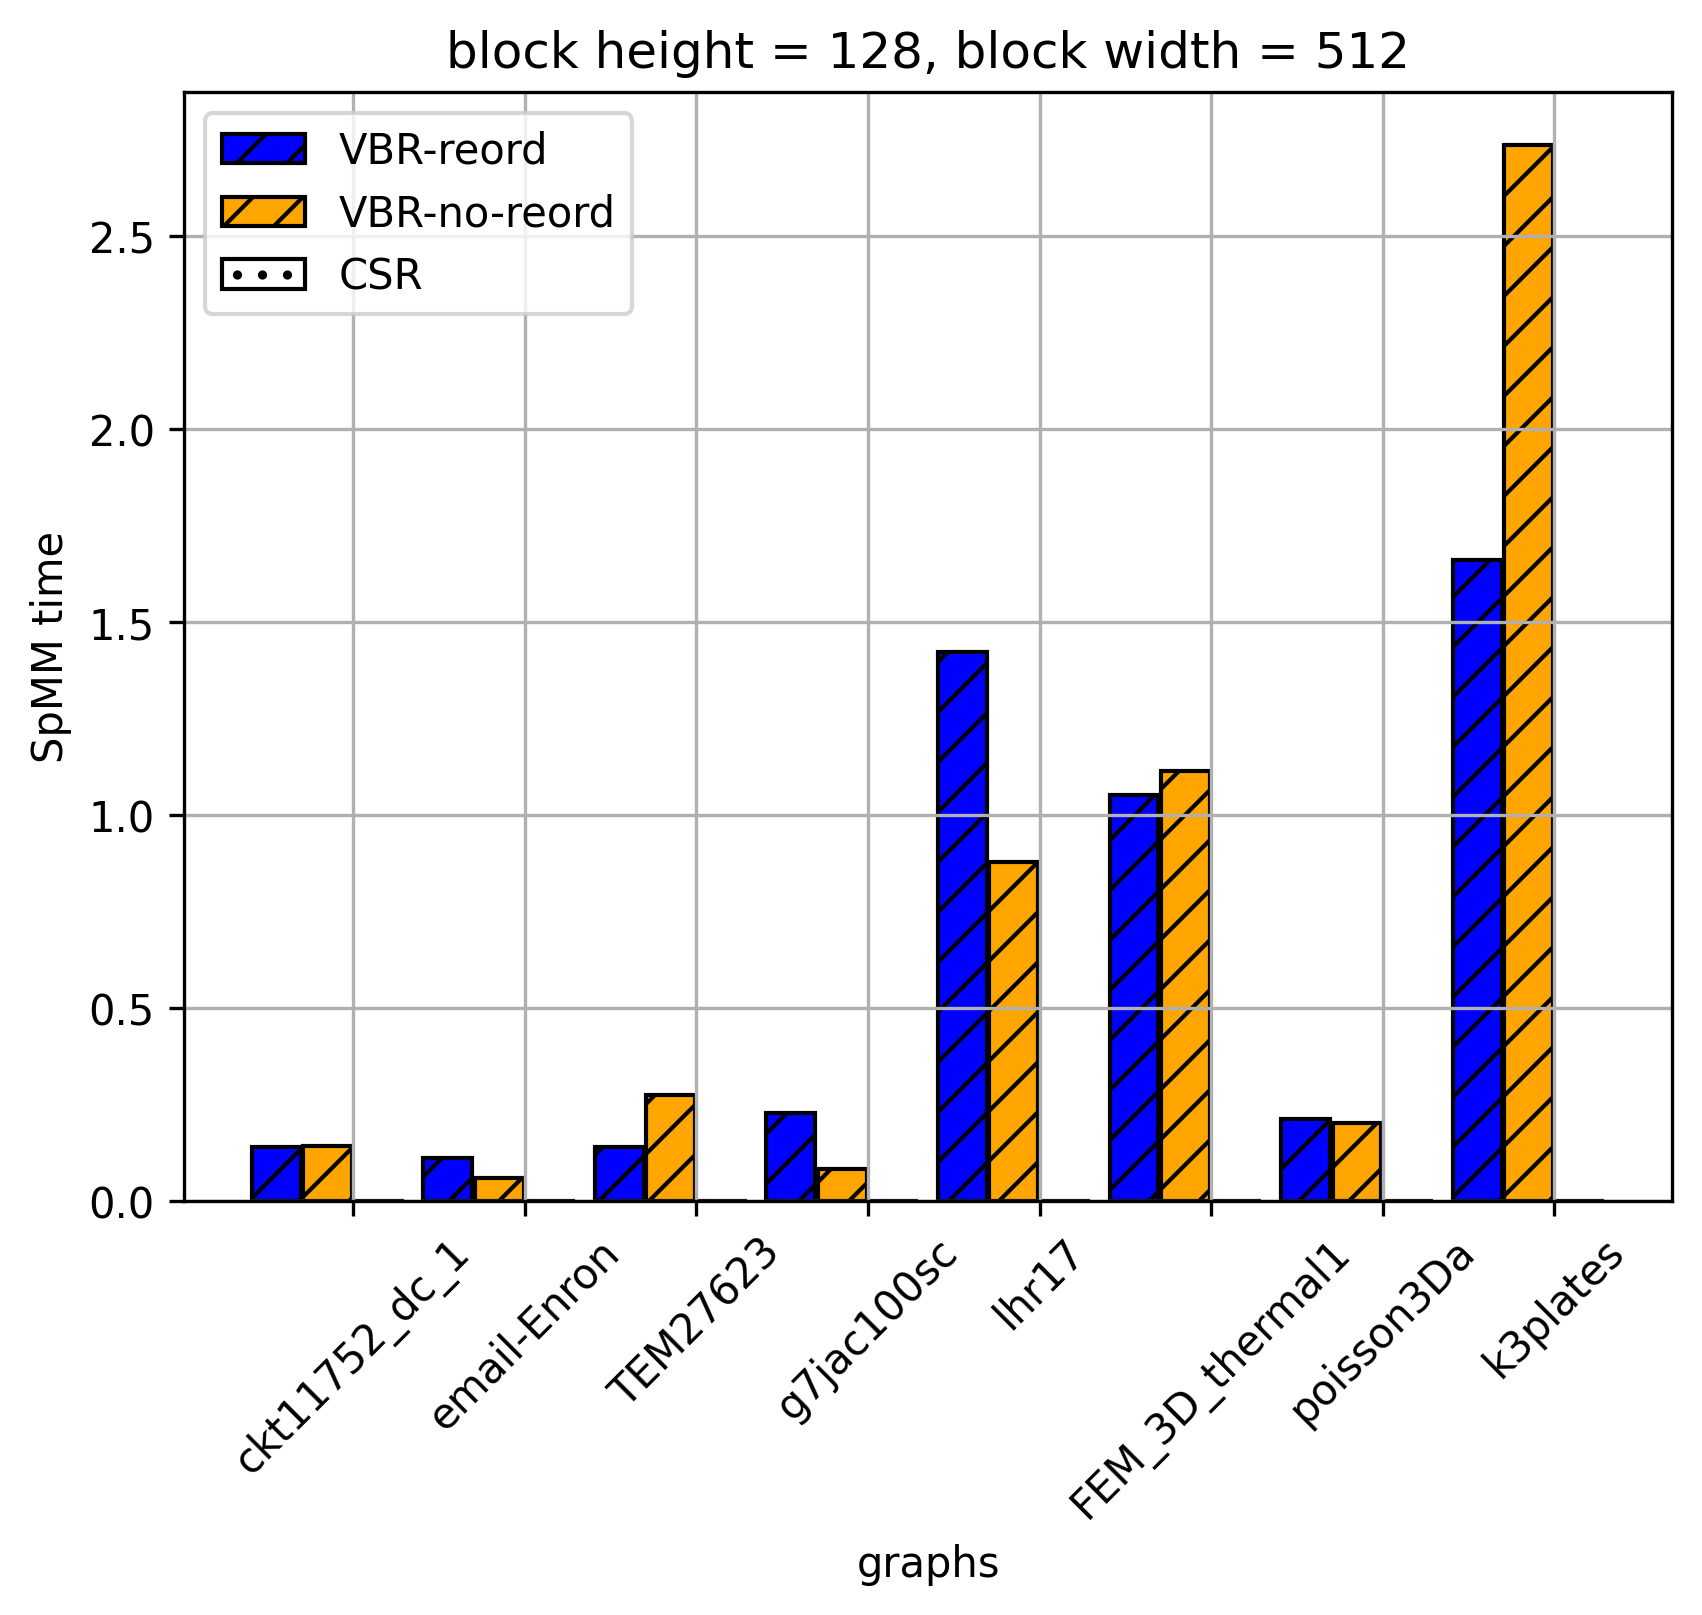 block height = 128, block width = 512
VBR-reord
VBR-no-reord
CSR
SpMM time
2.5
2.0
1.5
1.0
0.5
0.0
ckt11752_dc_1
email-Enron
TEM27623
g7jac100sc
lhr17
FEM_3D_thermal1
poisson3Da
k3plates
graphs